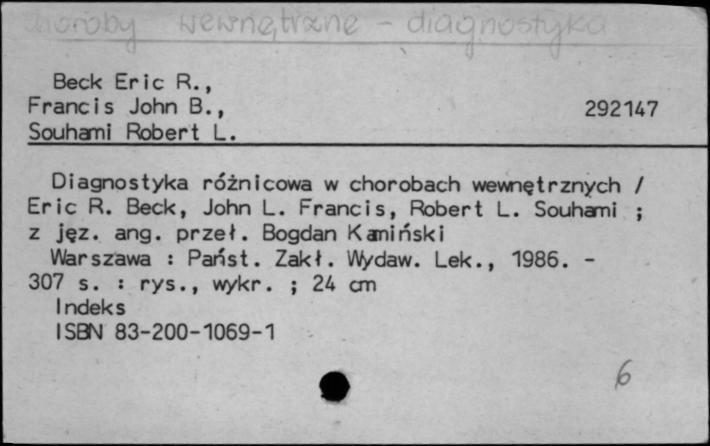 choroby wewnętrzne - diagnostyka
Beck Eric R.,
Francis John B., 292147
Souhami Robert L.
Diagnostyka różnicowa w chorobach wewnętrznych /
Eric R. Beck, John L. Francis, Robert L. Souhami ;
z jęz. ang. przeł. Bogdan Kamiński
Warszawa : Państ. Zakł. Wydaw. Lek., 1986. -
307 s. : rys., wykr. ; 24 cm
Indeks
ISBN 83-200-1069-1
6